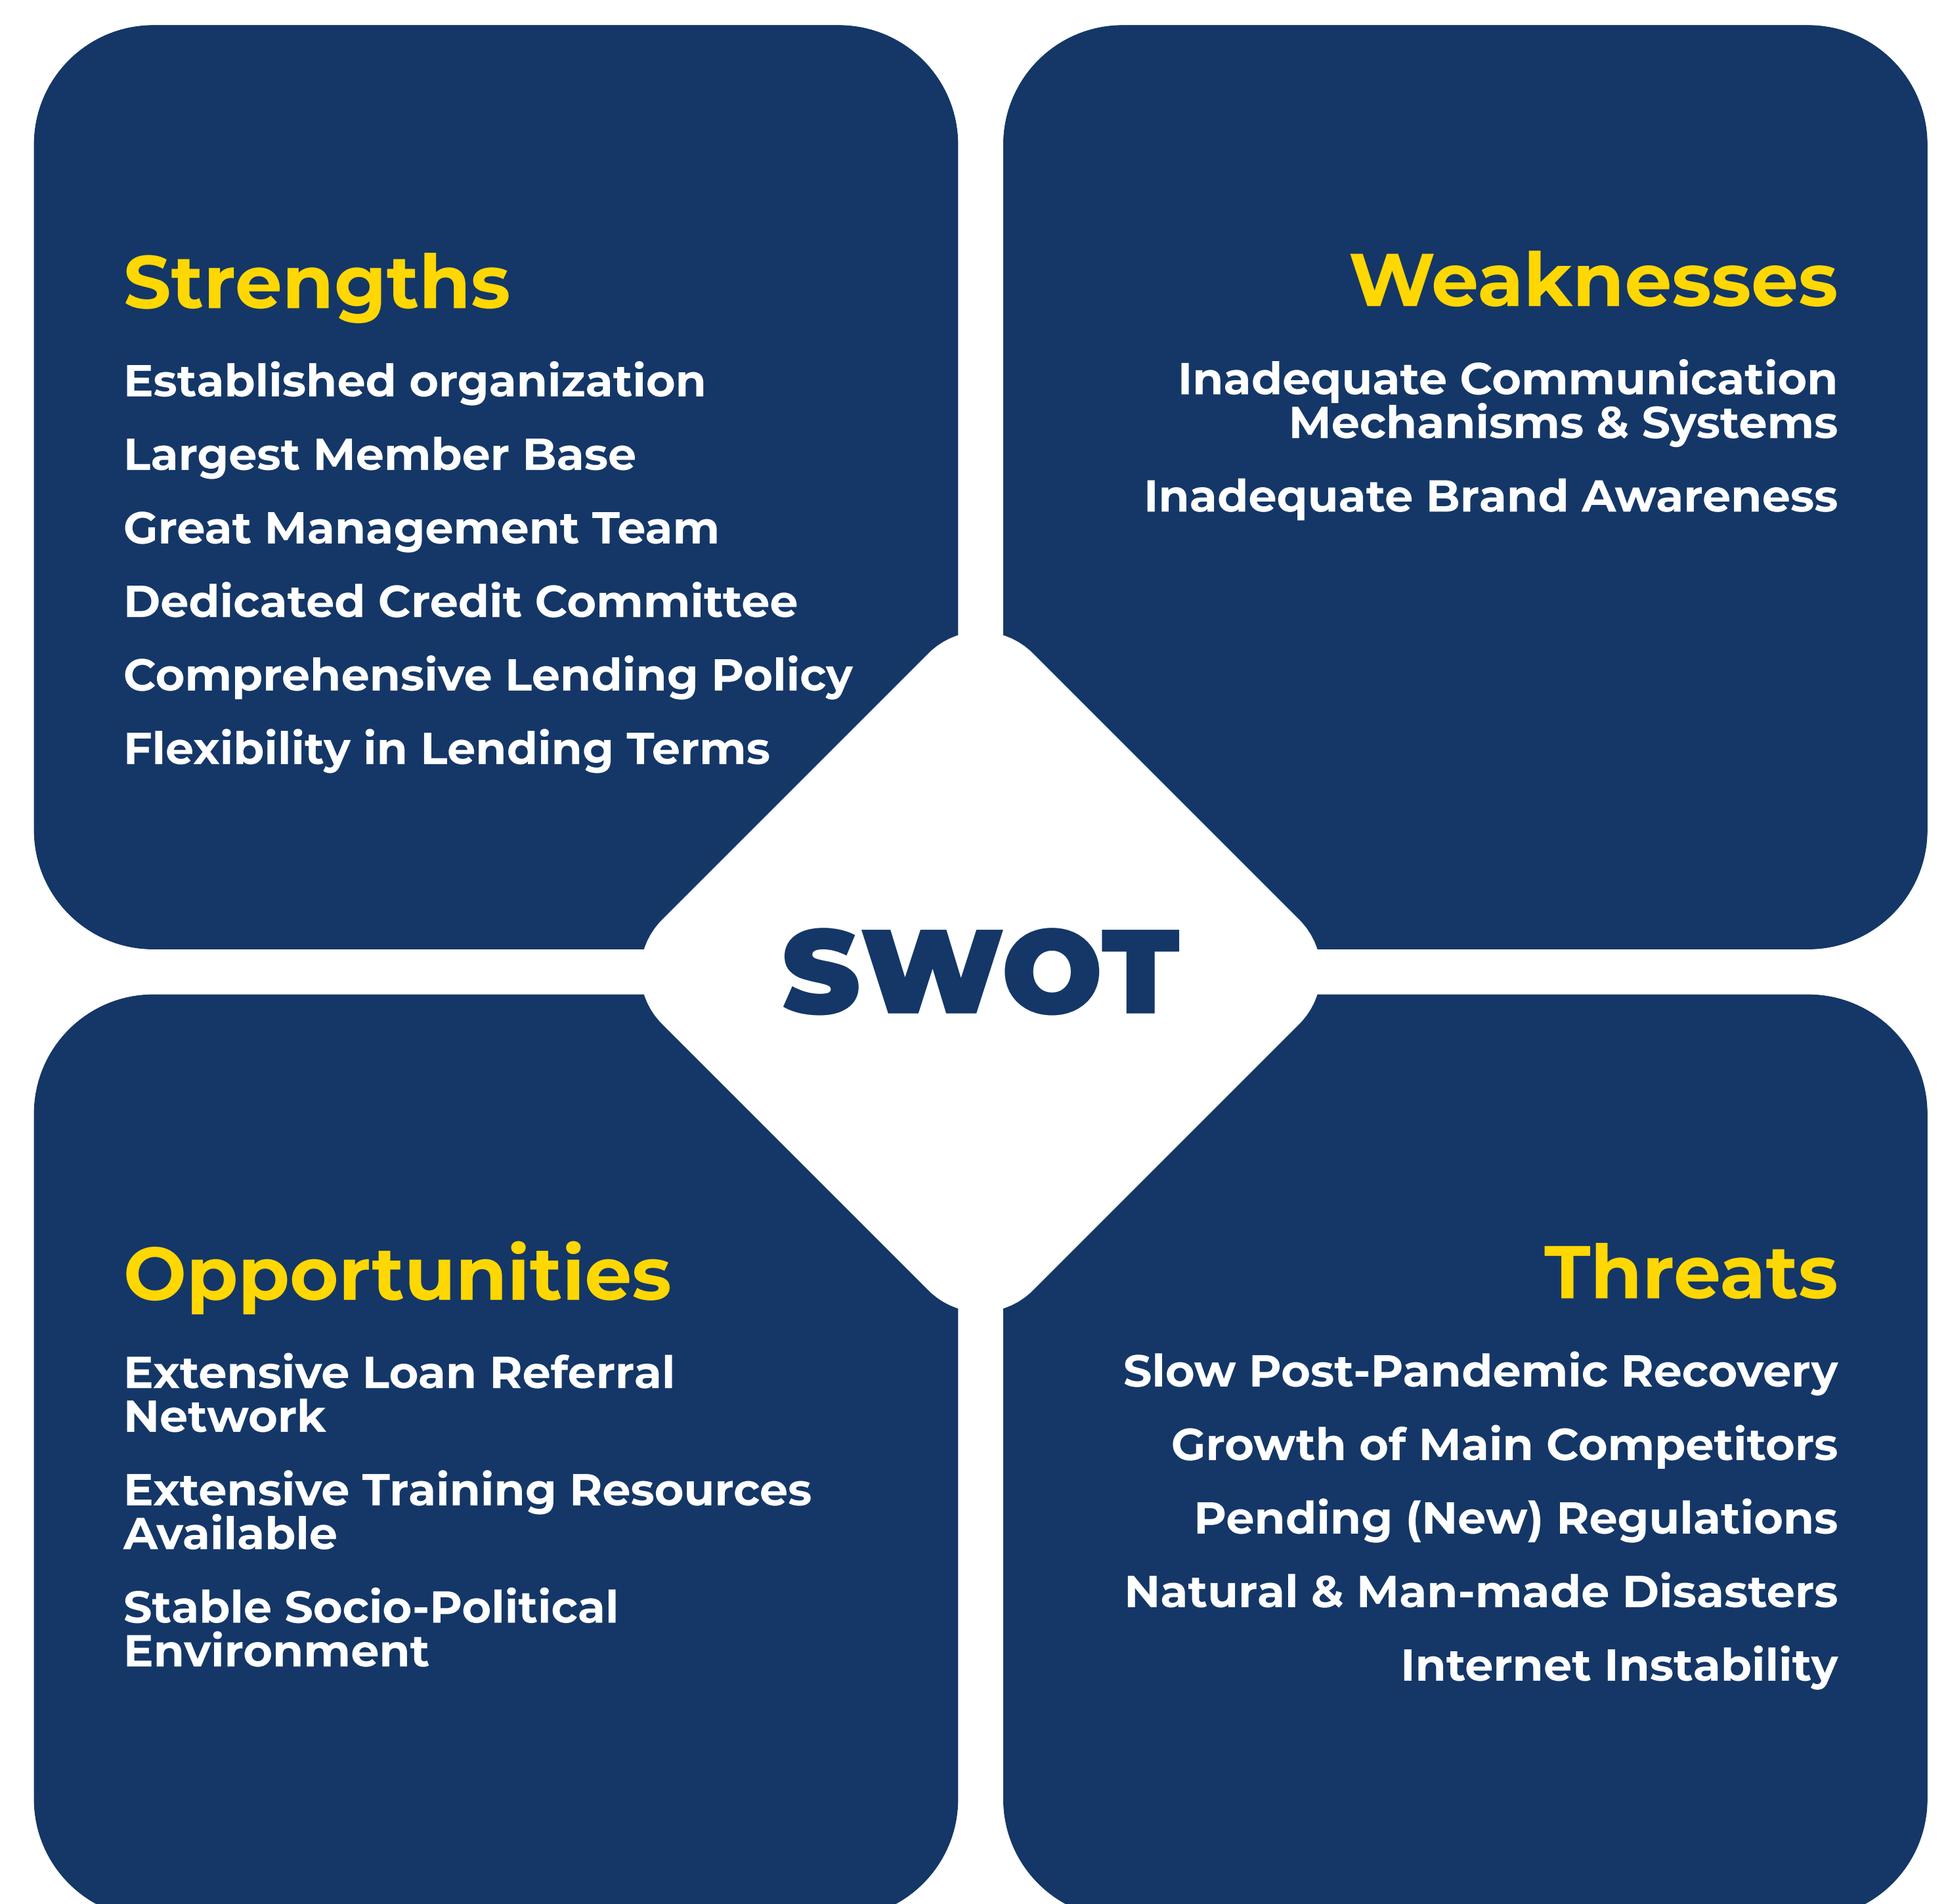 Strengths
Established organization
Largest Member Base
Great Management Team
Dedicated Credit Committee
Comprehensive Lending Policy
Flexibility in Lending Terms
Weaknesses
Inadequate Communication
Mechanisms & Systems
Inadequate Brand Awareness
SWOT
Opportunities
Extensive Loan Referral
Network
Extensive Training Resources
Available
Stable Socio-Political
Environment
Threats
Slow Post-Pandemic Recovery
Growth of Main Competitors
Pending (New) Regulations
Natural & Man-made Disasters
Internet Instability